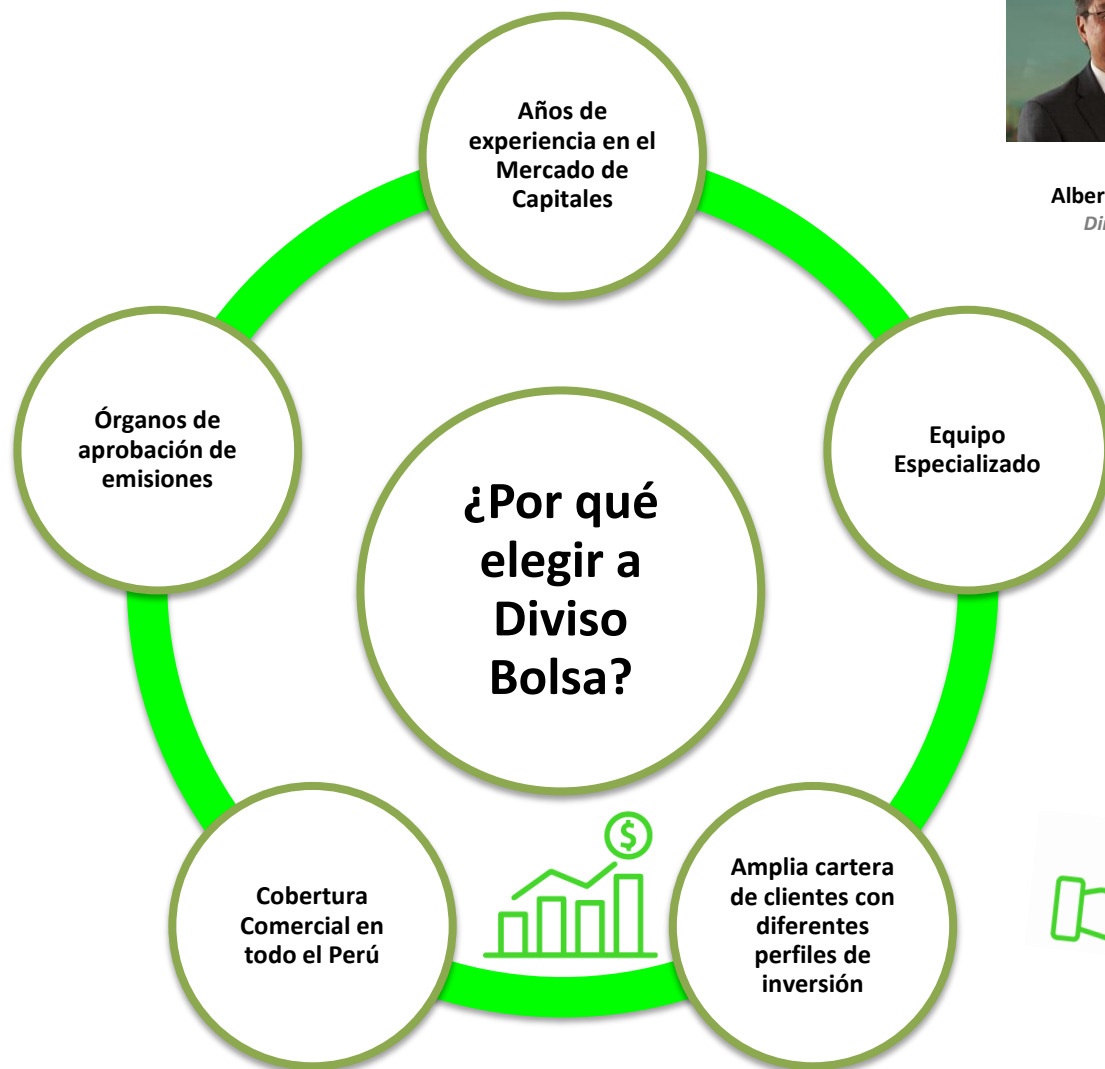 Años de
experiencia en el
Mercado de
Capitales
Órganos de
aprobación de
emisiones
Equipo
Especializado
¿Por qué
elegir a
Diviso
Bolsa?
$
Cobertura
Comercial en
todo el Perú
Amplia cartera
de clientes con
diferentes
perfiles de
inversión